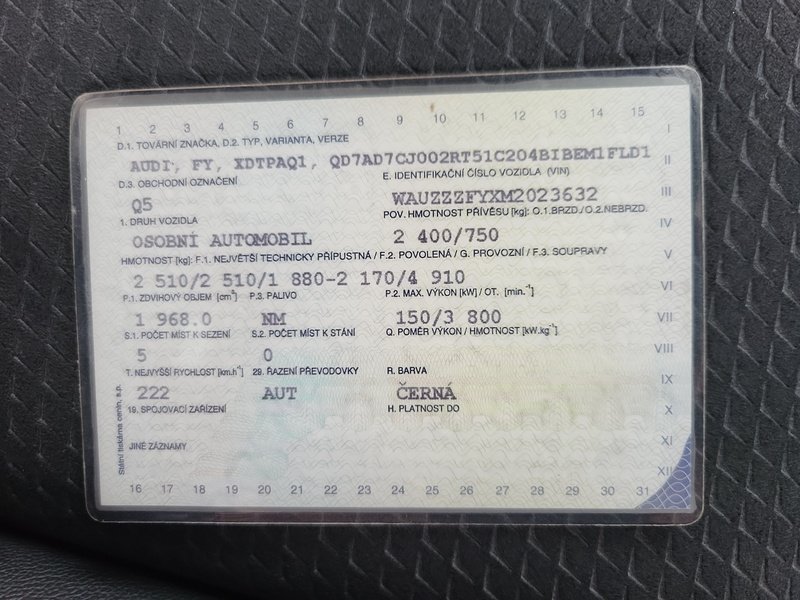 1 2 3 4 5 6 7 8 9 10 11 12 13 14 15
D.1. TOVÁRNÍ ZNAČKA, D.2. TYP, VARIANTA, VERZE
I
AUDI, FY, XDTPAQ1, QD7AD7CJ002RT51C204BIBEM1FLD1
II
D.3. OBCHODNÍ OZNAČENÍ E. IDENTIFIKAČNÍ ČÍSLO VOZIDLA (VIN)
Q5 WAUZZZFYXM2023632
III
1. DRUH VOZIDLA POV. HMOTNOST PŘÍVĚSU [kg]: O.1.BRZD./O.2.NEBRZD.
OSOBNÍ AUTOMOBIL 2 400/750
IV
HMOTNOST [kg]: F.1. NEJVĚTŠÍ TECHNICKY PŘÍPUSTNÁ / F.2. POVOLENÁ / G. PROVOZNÍ / F.3. SOUPRAVY
V
2 510/2 510/1 880-2 170/4 910
VI
P.1. ZDVIHOVÝ OBJEM [cm³] P.3. PALIVO P.2. MAX. VÝKON [kW] / OT. [min.⁻¹]
1 968.0 NM 150/3 800
VII
S.1. POČET MÍST K SEZENÍ S.2. POČET MÍST K STÁNÍ Q. POMĚR VÝKON / HMOTNOST [kW.kg⁻¹]
5 0
VIII
T. NEJVYŠŠÍ RYCHLOST [km.h⁻¹] 29. ŘAZENÍ PŘEVODOVKY R. BARVA
IX
222 AUT ČERNÁ
19. SPOJOVACÍ ZAŘÍZENÍ H. PLATNOST DO
X
JINÉ ZÁZNAMY
XI
XII
Státní tiskárna cenin, s.p.
16 17 18 19 20 21 22 23 24 25 26 27 28 29 30 31